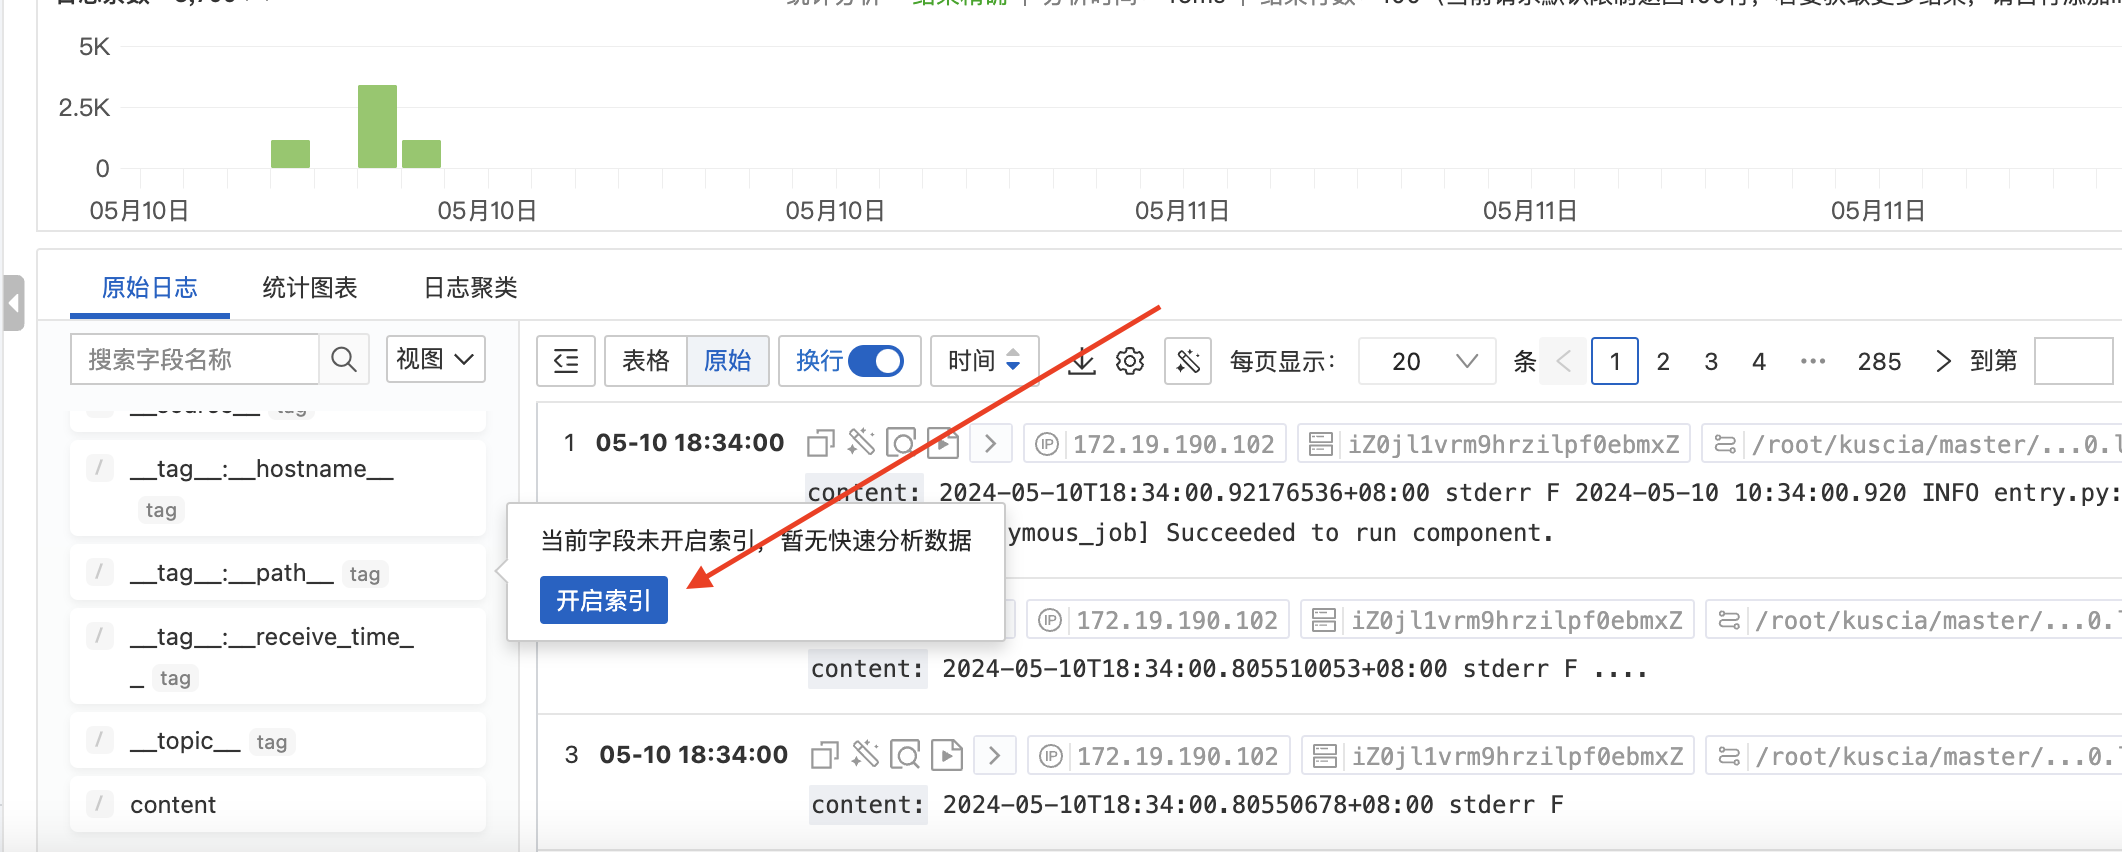 5K
2.5K
0
05月10日 05月10日 05月10日 05月11日 05月11日 05月11日
原始日志 统计图表 日志聚类
搜索字段名称 视图 表格 原始 换行 时间 每页显示: 20 条 1 2 3 4 ··· 285 到第
__source__ tag
/ __tag__:__hostname__
tag
/ __tag__:__path__ tag
/ __tag__:__receive_time_
_ tag
/ __topic__ tag
/ content
1 05-10 18:34:00 IP 172.19.190.102 iZ0jl1vrm9hrzilpf0ebmxZ /root/kuscia/master/...0.l
content: 2024-05-10T18:34:00.92176536+08:00 stderr F 2024-05-10 10:34:00.920 INFO entry.py:
ymous_job] Succeeded to run component.
当前字段未开启索引，暂无快速分析数据
开启索引
IP 172.19.190.102 iZ0jl1vrm9hrzilpf0ebmxZ /root/kuscia/master/...0.
content: 2024-05-10T18:34:00.805510053+08:00 stderr F ....
3 05-10 18:34:00 IP 172.19.190.102 iZ0jl1vrm9hrzilpf0ebmxZ /root/kuscia/master/...0.
content: 2024-05-10T18:34:00.80550678+08:00 stderr F